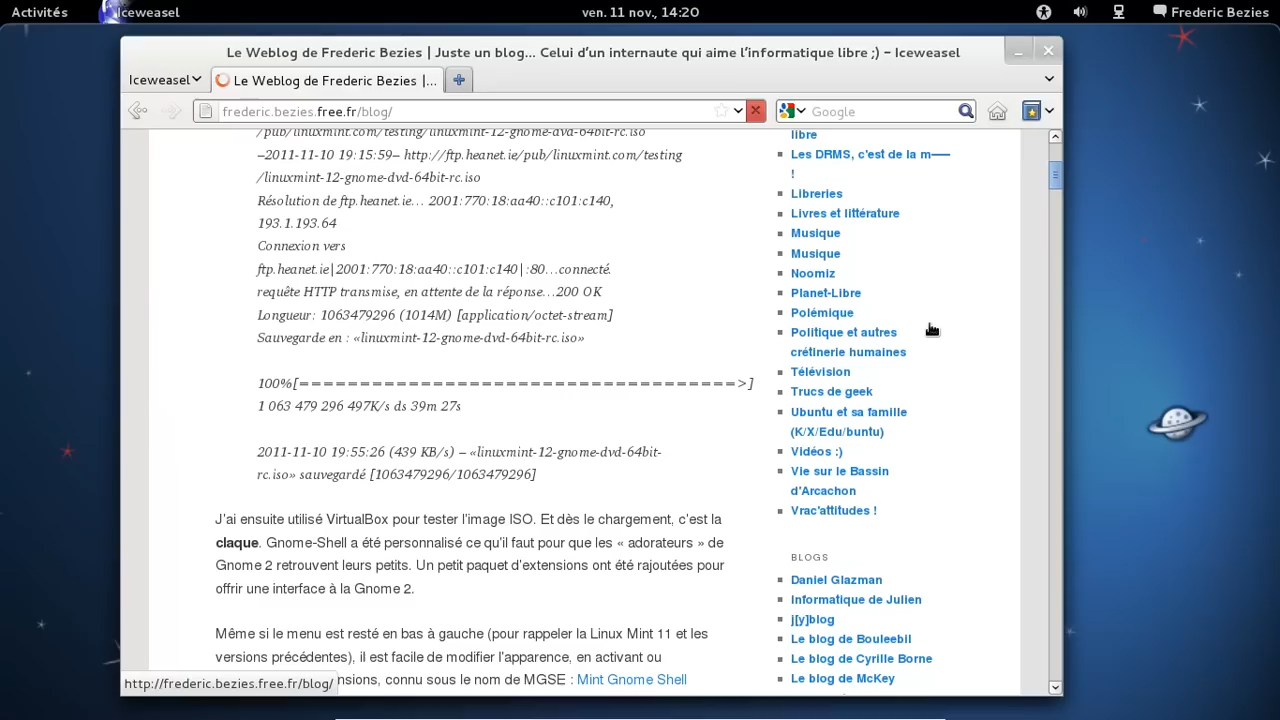 Activités
Iceweasel
ven. 11 nov., 14:20
Frederic Bezies
Le Weblog de Frederic Bezies | Juste un blog... Celui d'un internaute qui aime l'informatique libre ;) – Iceweasel
Iceweasel
Le Weblog de Frederic Bezies |...
frederic.bezies.free.fr/blog/
Google
/pub/linuxmint.com/testing/linuxmint-12-gnome-dvd-64bit-rc.iso
–2011-11-10 19:15:59– http://ftp.heanet.ie/pub/linuxmint.com/testing
/linuxmint-12-gnome-dvd-64bit-rc.iso
Résolution de ftp.heanet.ie… 2001:770:18:aa40::c101:c140,
193.1.193.64
Connexion vers
ftp.heanet.ie|2001:770:18:aa40::c101:c140|:80…connecté.
requête HTTP transmise, en attente de la réponse…200 OK
Longueur: 1063479296 (1014M) [application/octet-stream]
Sauvegarde en : «linuxmint-12-gnome-dvd-64bit-rc.iso»
100%[====================================>]
1 063 479 296 497K/s ds 39m 27s
2011-11-10 19:55:26 (439 KB/s) – «linuxmint-12-gnome-dvd-64bit-
rc.iso» sauvegardé [1063479296/1063479296]
J'ai ensuite utilisé VirtualBox pour tester l'image ISO. Et dès le chargement, c'est la
claque. Gnome-Shell a été personnalisé ce qu'il faut pour que les « adorateurs » de
Gnome 2 retrouvent leurs petits. Un petit paquet d'extensions ont été rajoutées pour
offrir une interface à la Gnome 2.
Même si le menu est resté en bas à gauche (pour rappeler la Linux Mint 11 et les
versions précédentes), il est facile de modifier l'apparence, en activant ou
nsions, connu sous le nom de MGSE : Mint Gnome Shell
libre
Les DRMS, c'est de la m——
!
Libreries
Livres et littérature
Musique
Musique
Noomiz
Planet-Libre
Polémique
Politique et autres
crétinerie humaines
Télévision
Trucs de geek
Ubuntu et sa famille
(K/X/Edu/buntu)
Vidéos :)
Vie sur le Bassin
d'Arcachon
Vrac'attitudes !
BLOGS
Daniel Glazman
Informatique de Julien
j[y]blog
Le blog de Bouleebil
Le blog de Cyrille Borne
Le blog de McKey
http://frederic.bezies.free.fr/blog/